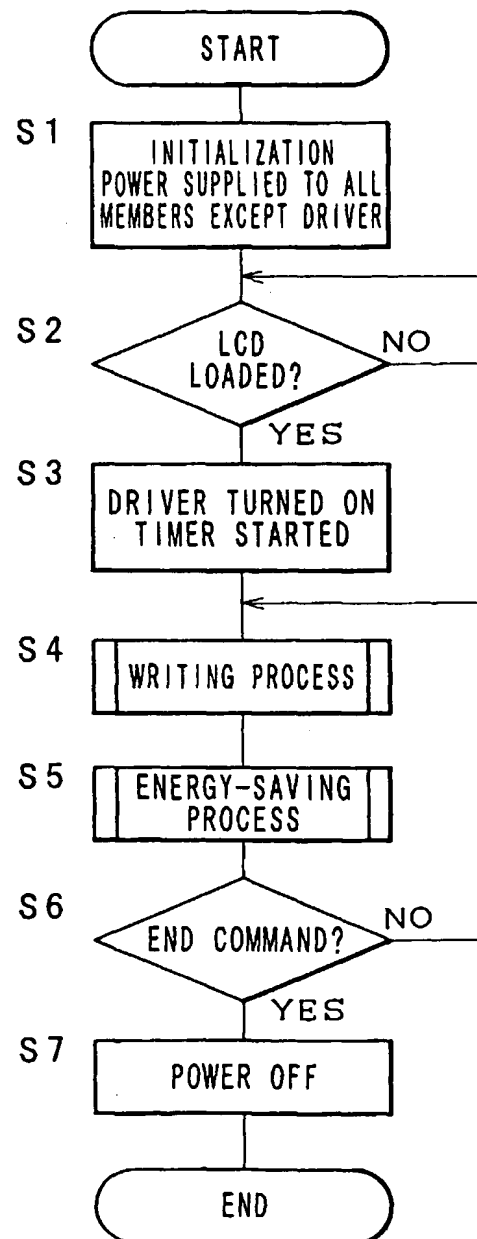 START
S1
INITIALIZATION
POWER SUPPLIED TO ALL
MEMBERS EXCEPT DRIVER
S2
LCD
LOADED?
NO
YES
S3
DRIVER TURNED ON
TIMER STARTED
S4
WRITING PROCESS
S5
ENERGY-SAVING
PROCESS
S6
END COMMAND?
NO
YES
S7
POWER OFF
END